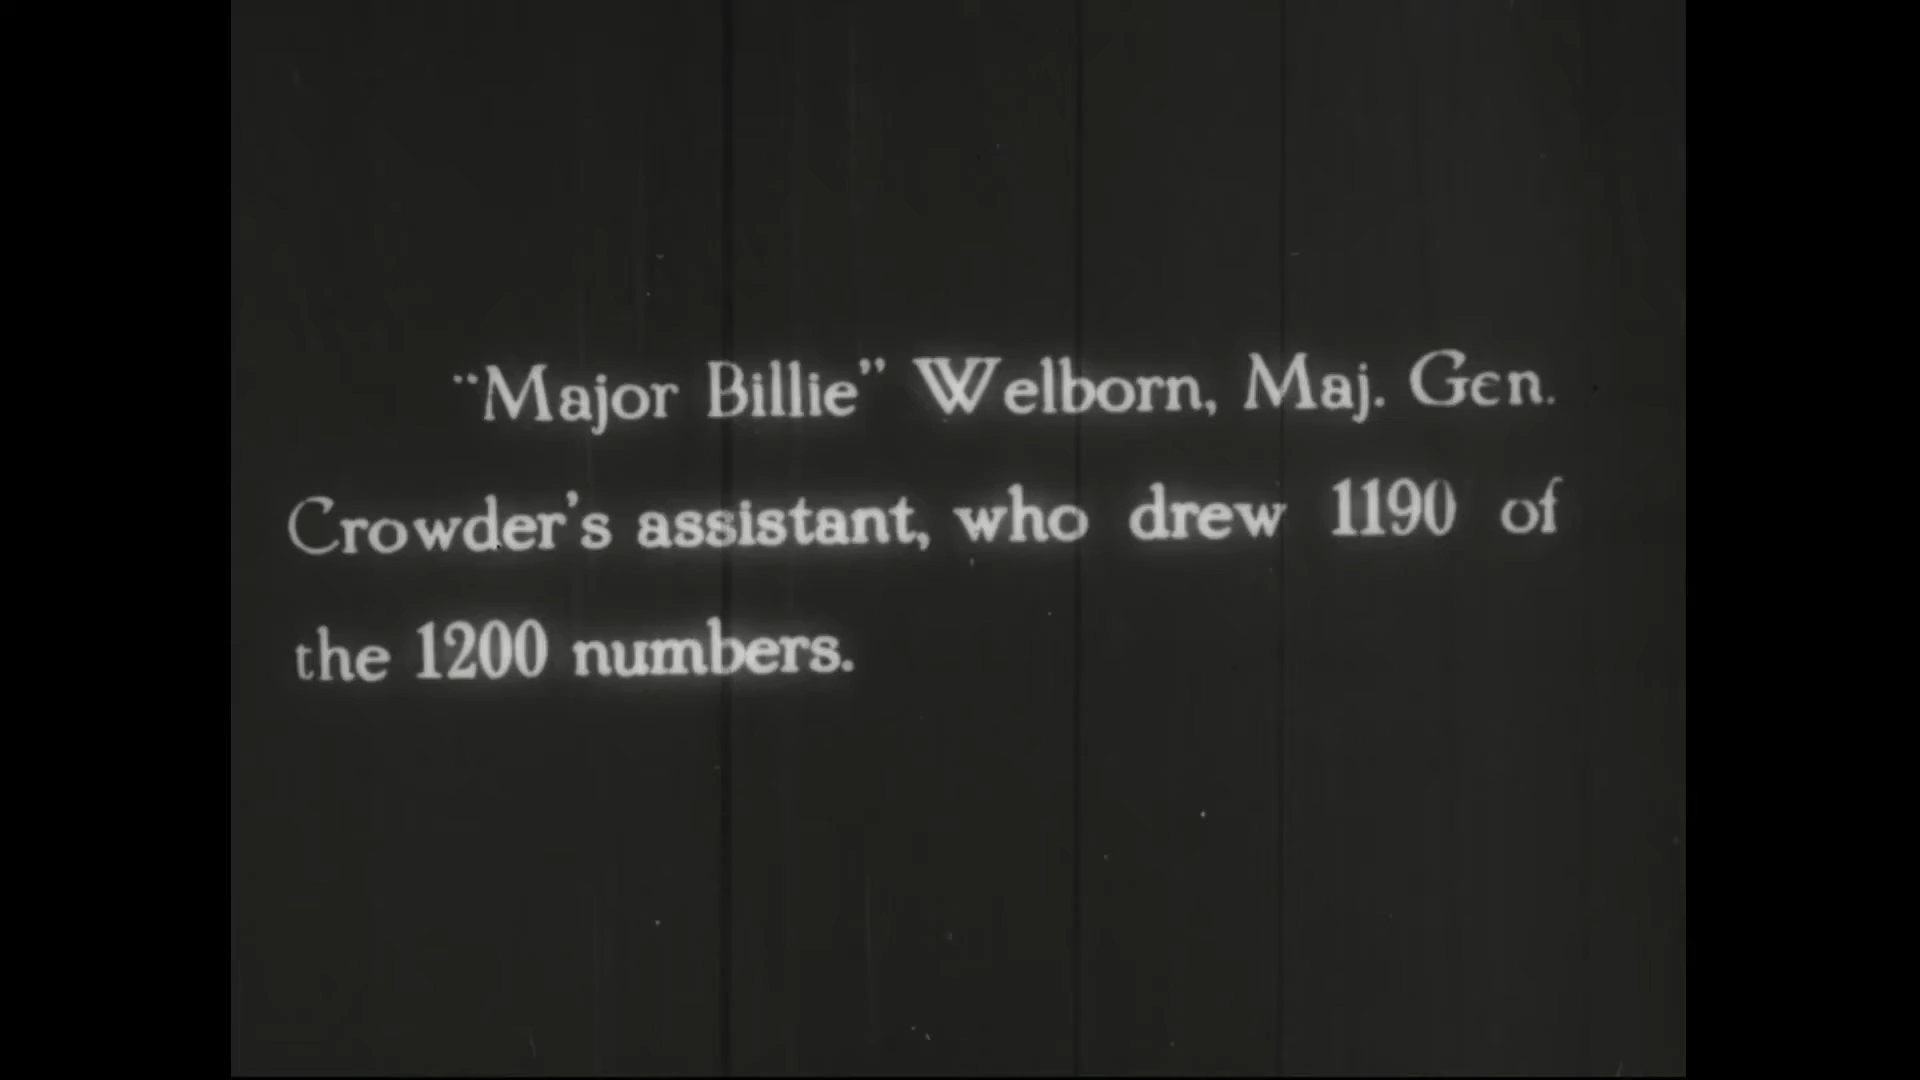 "Major Billie" Welborn, Maj. Gen.
Crowder's assistant, who drew 1190 of
the 1200 numbers.